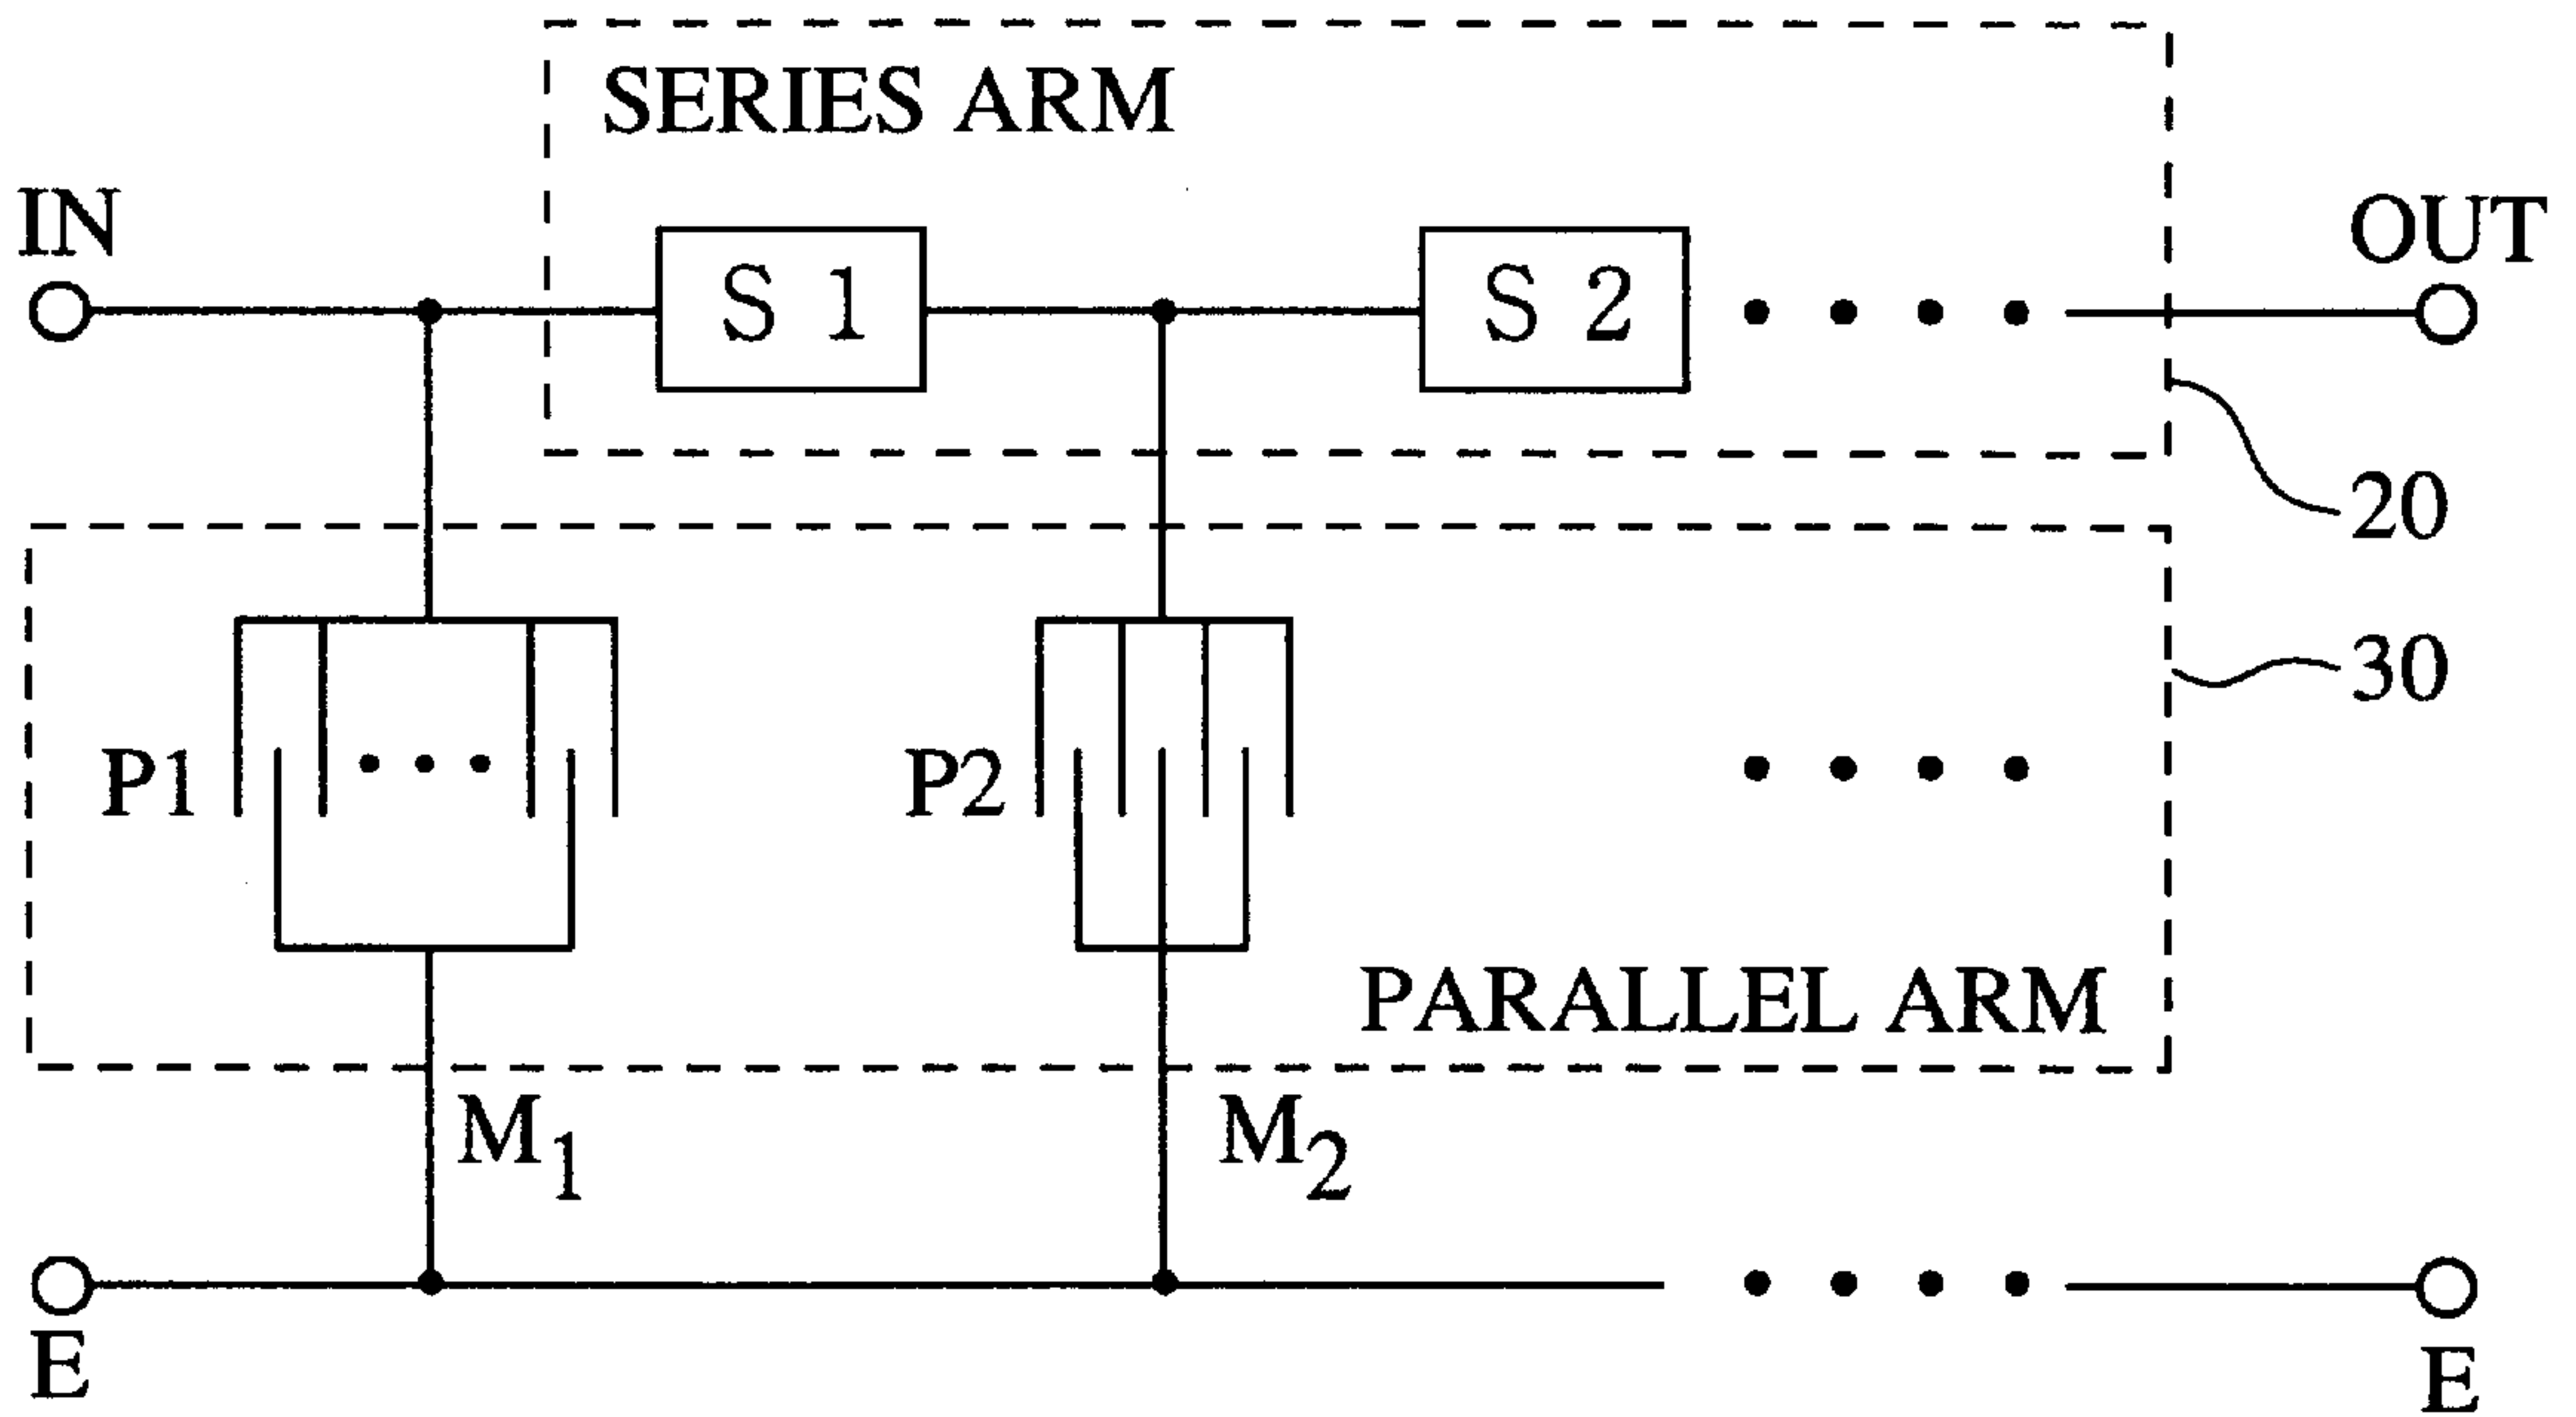 SERIES ARM
IN
OUT
S 1
S 2
20
30
P1
P2
PARALLEL ARM
M1
M2
E
E